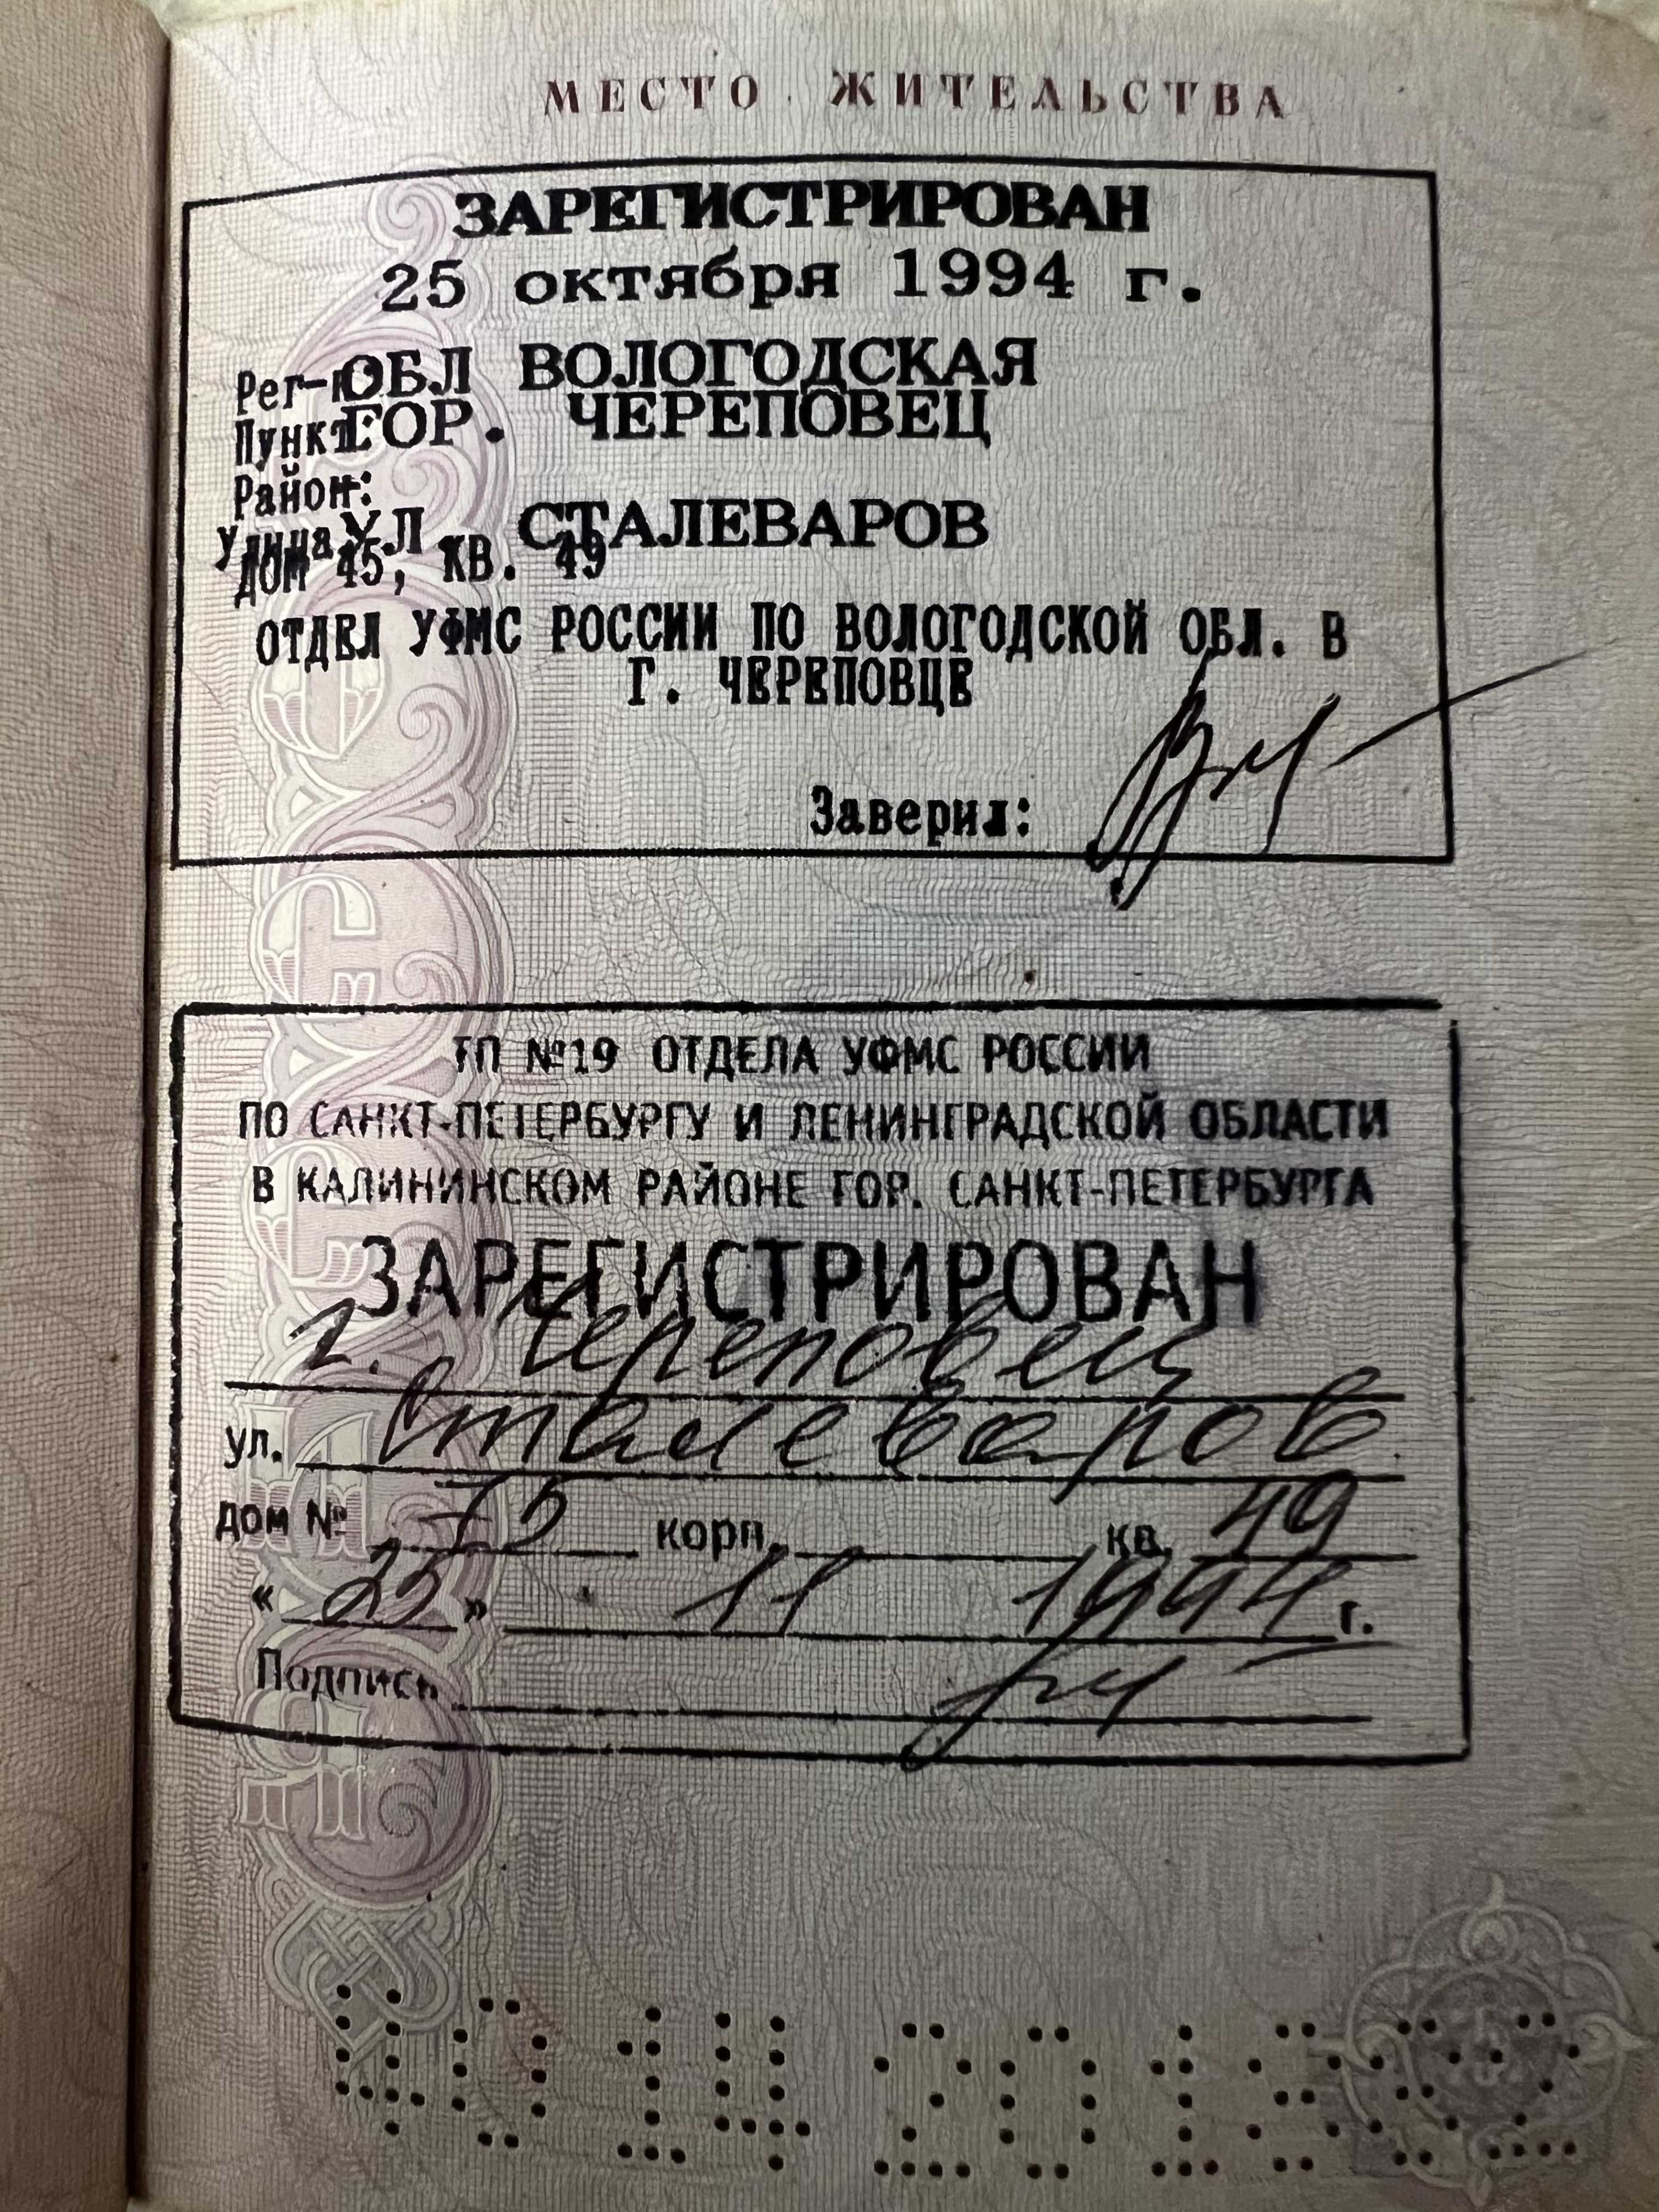 МЕСТО ЖИТЕЛЬСТВА
ЗАРЕГИСТРИРОВАН
25 октября 1994 г.
Рег-н: ОБЛ ВОЛОГОДСКАЯ
Пункт: ГОР. ЧЕРЕПОВЕЦ
Район:
Улица УЛ. СТАЛЕВАРОВ
ДОМ 45, КВ. 49
ОТДЕЛ УФМС РОССИИ ПО ВОЛОГОДСКОЙ ОБЛ. В
Г. ЧЕРЕПОВЦЕ
Заверил:
ТП №19 ОТДЕЛА УФМС РОССИИ
ПО САНКТ-ПЕТЕРБУРГУ И ЛЕНИНГРАДСКОЙ ОБЛАСТИ
В КАЛИНИНСКОМ РАЙОНЕ ГОР. САНКТ-ПЕТЕРБУРГА
ЗАРЕГИСТРИРОВАН
г. Череповец
ул. Сталеваров
дом № 75 корп. кв. 49
« 25 » 11 1994 г.
Подпись